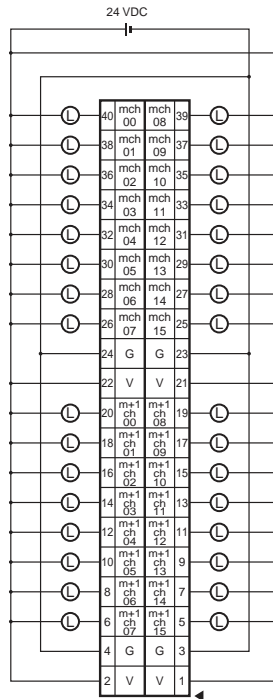 24 VDC
L 40 mch 00 mch 08 39 L
L 38 mch 01 mch 09 37 L
L 36 mch 02 mch 10 35 L
L 34 mch 03 mch 11 33 L
L 32 mch 04 mch 12 31 L
L 30 mch 05 mch 13 29 L
L 28 mch 06 mch 14 27 L
L 26 mch 07 mch 15 25 L
24 G G 23
22 V V 21
L 20 m+1 ch 00 m+1 ch 08 19 L
L 18 m+1 ch 01 m+1 ch 09 17 L
L 16 m+1 ch 02 m+1 ch 10 15 L
L 14 m+1 ch 03 m+1 ch 11 13 L
L 12 m+1 ch 04 m+1 ch 12 11 L
L 10 m+1 ch 05 m+1 ch 13 9 L
L 8 m+1 ch 06 m+1 ch 14 7 L
L 6 m+1 ch 07 m+1 ch 15 5 L
4 G G 3
2 V V 1